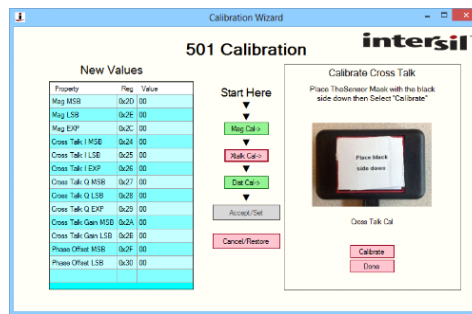 Calibration Wizard
intersil
501 Calibration
New Values
Property Reg Value
Mag MSB 0x2D 00
Mag LSB 0x2E 00
Mag EXP 0x2C 00
Cross Talk I MSB 0x24 00
Cross Talk I LSB 0x25 00
Cross Talk I EXP 0x26 00
Cross Talk Q MSB 0x27 00
Cross Talk Q LSB 0x28 00
Cross Talk Q EXP 0x29 00
Cross Talk Gain MSB 0x2A 00
Cross Talk Gain LSB 0x2B 00
Phase Offset MSB 0x2F 00
Phase Offset LSB 0x30 00
Start Here
Mag Cal->
Xtalk Cal->
Dist Cal->
Accept/Set
Cancel/Restore
Calibrate Cross Talk
Place TheSensor Mask with the black
side down then Select "Calibrate"
Place black
side down
Cross Talk Cal
Calibrate
Done